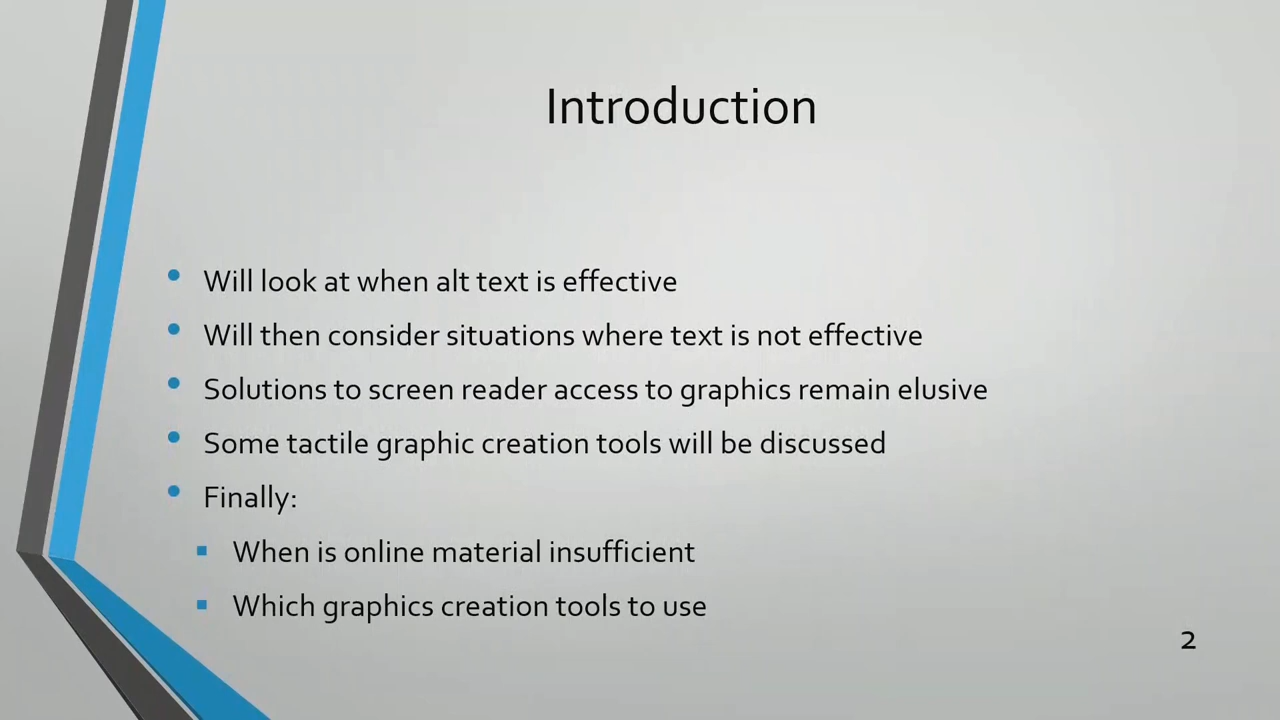 Introduction
• Will look at when alt text is effective
• Will then consider situations where text is not effective
• Solutions to screen reader access to graphics remain elusive
• Some tactile graphic creation tools will be discussed
• Finally:
▪ When is online material insufficient
▪ Which graphics creation tools to use
2